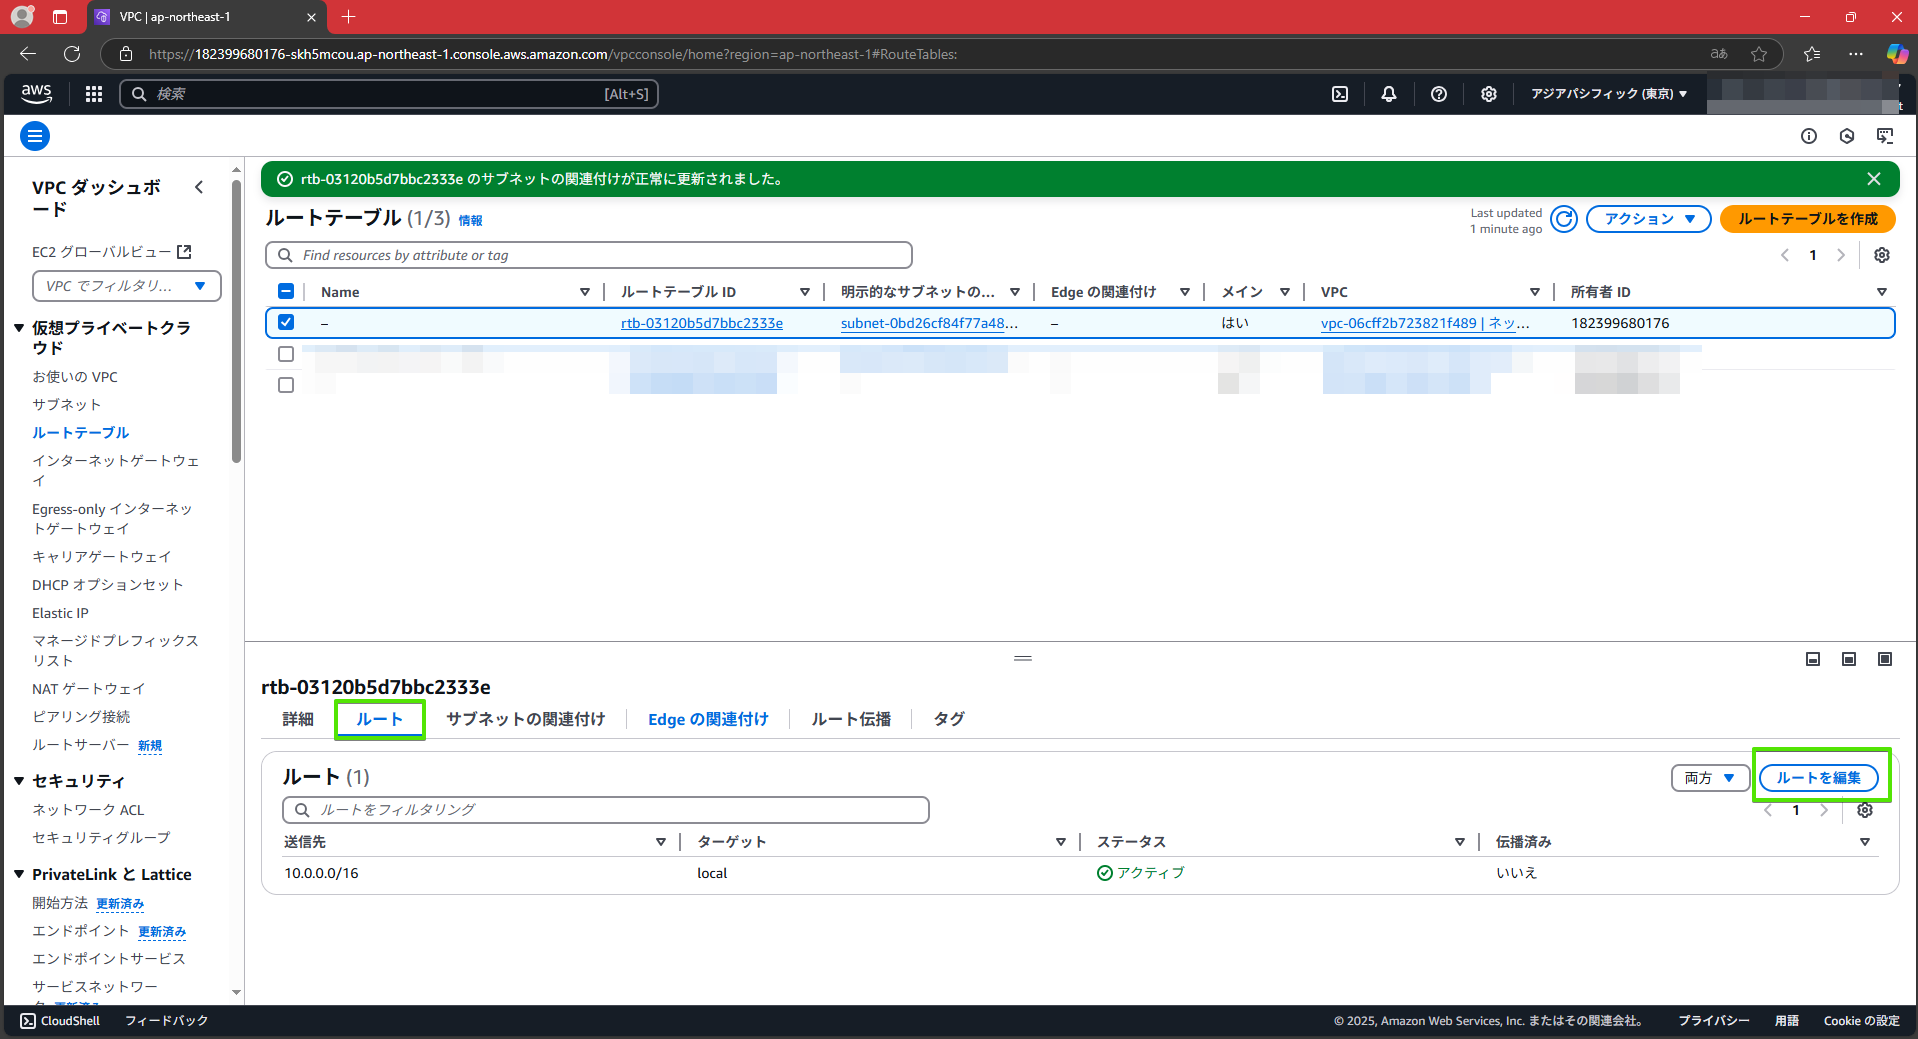 VPC | ap-northeast-1
https://182399680176-skh5mcou.ap-northeast-1.console.aws.amazon.com/vpcconsole/home?region=ap-northeast-1#RouteTables:
aあ
aws
検索
[Alt+S]
アジアパシフィック (東京)
VPC ダッシュボ
ード
EC2 グローバルビュー
VPC でフィルタリ...
仮想プライベートクラ
ウド
お使いの VPC
サブネット
ルートテーブル
インターネットゲートウェ
イ
Egress-only インターネッ
トゲートウェイ
キャリアゲートウェイ
DHCP オプションセット
Elastic IP
マネージドプレフィックス
リスト
NAT ゲートウェイ
ピアリング接続
ルートサーバー 新規
セキュリティ
ネットワーク ACL
セキュリティグループ
PrivateLink と Lattice
開始方法 更新済み
エンドポイント 更新済み
エンドポイントサービス
サービスネットワー
rtb-03120b5d7bbc2333e のサブネットの関連付けが正常に更新されました。
ルートテーブル (1/3) 情報
Last updated
1 minute ago
アクション
ルートテーブルを作成
Find resources by attribute or tag
1
Name ルートテーブル ID 明示的なサブネットの... Edge の関連付け メイン VPC 所有者 ID
– rtb-03120b5d7bbc2333e subnet-0bd26cf84f77a48... – はい vpc-06cff2b723821f489 | ネッ... 182399680176
rtb-03120b5d7bbc2333e
詳細 ルート サブネットの関連付け Edge の関連付け ルート伝播 タグ
ルート (1)
両方
ルートを編集
ルートをフィルタリング
1
送信先 ターゲット ステータス 伝播済み
10.0.0.0/16 local アクティブ いいえ
CloudShell フィードバック
© 2025, Amazon Web Services, Inc. またはその関連会社。 プライバシー 用語 Cookie の設定